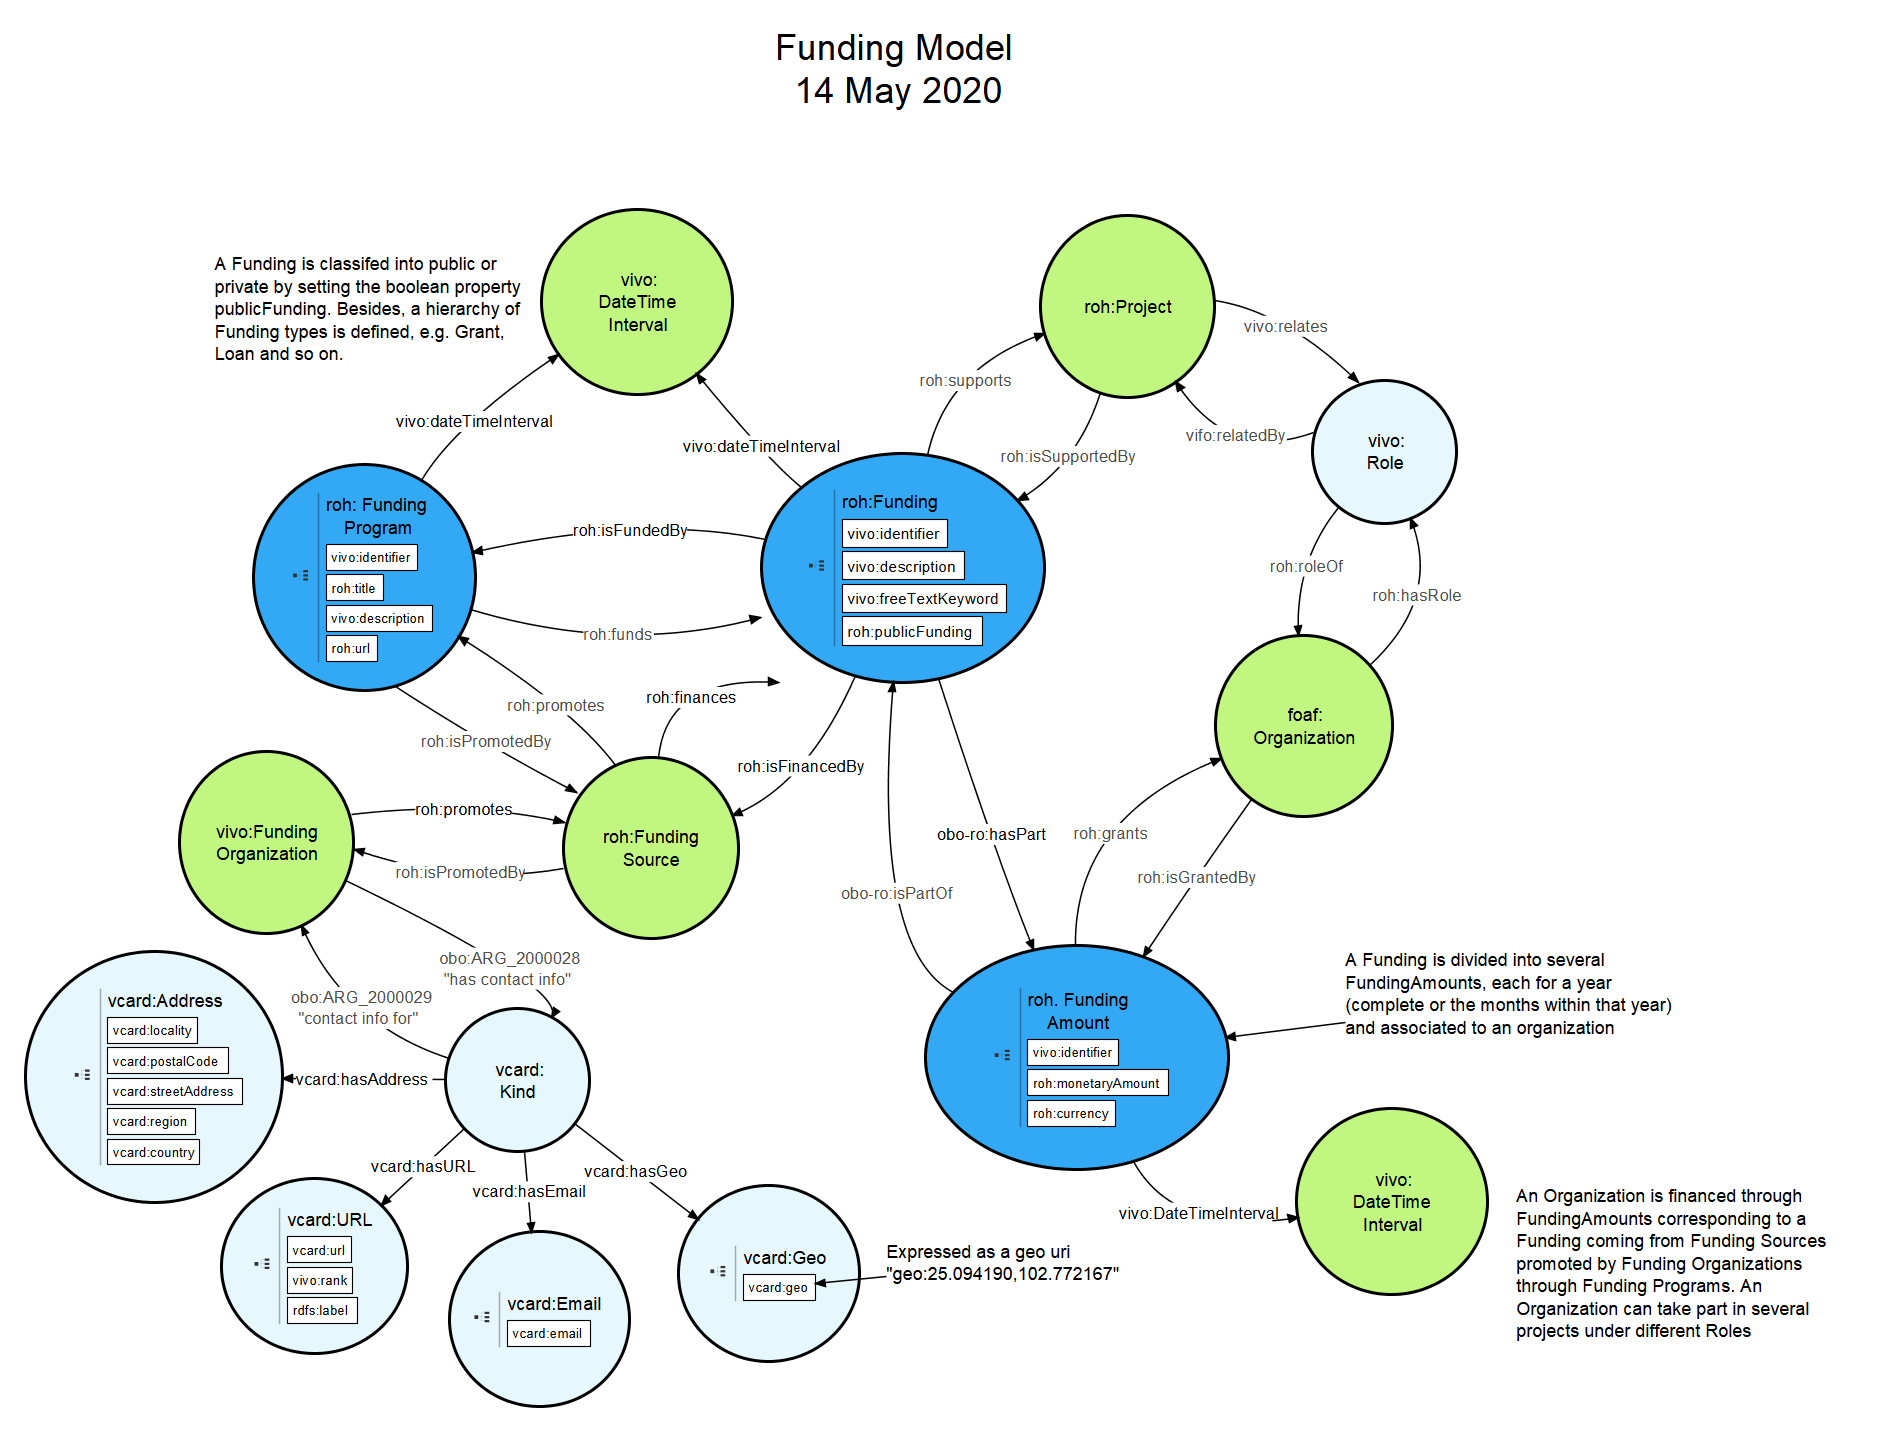 Funding Model
14 May 2020
A Funding is classifed into public or
private by setting the boolean property
publicFunding. Besides, a hierarchy of
Funding types is defined, e.g. Grant,
Loan and so on.
vivo:
DateTime
Interval
roh:Project
vivo:relates
roh:supports
vivo:dateTimeInterval
vivo:dateTimeInterval
vifo:relatedBy
roh:isSupportedBy
vivo:
Role
roh: Funding
Program
vivo:identifier
roh:title
vivo:description
roh:url
roh:isFundedBy
roh:funds
roh:Funding
vivo:identifier
vivo:description
vivo:freeTextKeyword
roh:publicFunding
roh:roleOf
roh:hasRole
roh:promotes
roh:finances
roh:isPromotedBy
roh:isFinancedBy
foaf:
Organization
vivo:Funding
Organization
roh:promotes
roh:isPromotedBy
roh:Funding
Source
obo-ro:hasPart
roh:grants
roh:isGrantedBy
obo-ro:isPartOf
obo:ARG_2000028
"has contact info"
obo:ARG_2000029
"contact info for"
vcard:Address
vcard:locality
vcard:postalCode
vcard:streetAddress
vcard:region
vcard:country
vcard:hasAddress
vcard:
Kind
roh. Funding
Amount
vivo:identifier
roh:monetaryAmount
roh:currency
A Funding is divided into several
FundingAmounts, each for a year
(complete or the months within that year)
and associated to an organization
vcard:hasURL
vcard:hasEmail
vcard:hasGeo
vivo:DateTimeInterval
vivo:
DateTime
Interval
vcard:URL
vcard:url
vivo:rank
rdfs:label
vcard:Email
vcard:email
vcard:Geo
vcard:geo
Expressed as a geo uri
"geo:25.094190,102.772167"
An Organization is financed through
FundingAmounts corresponding to a
Funding coming from Funding Sources
promoted by Funding Organizations
through Funding Programs. An
Organization can take part in several
projects under different Roles